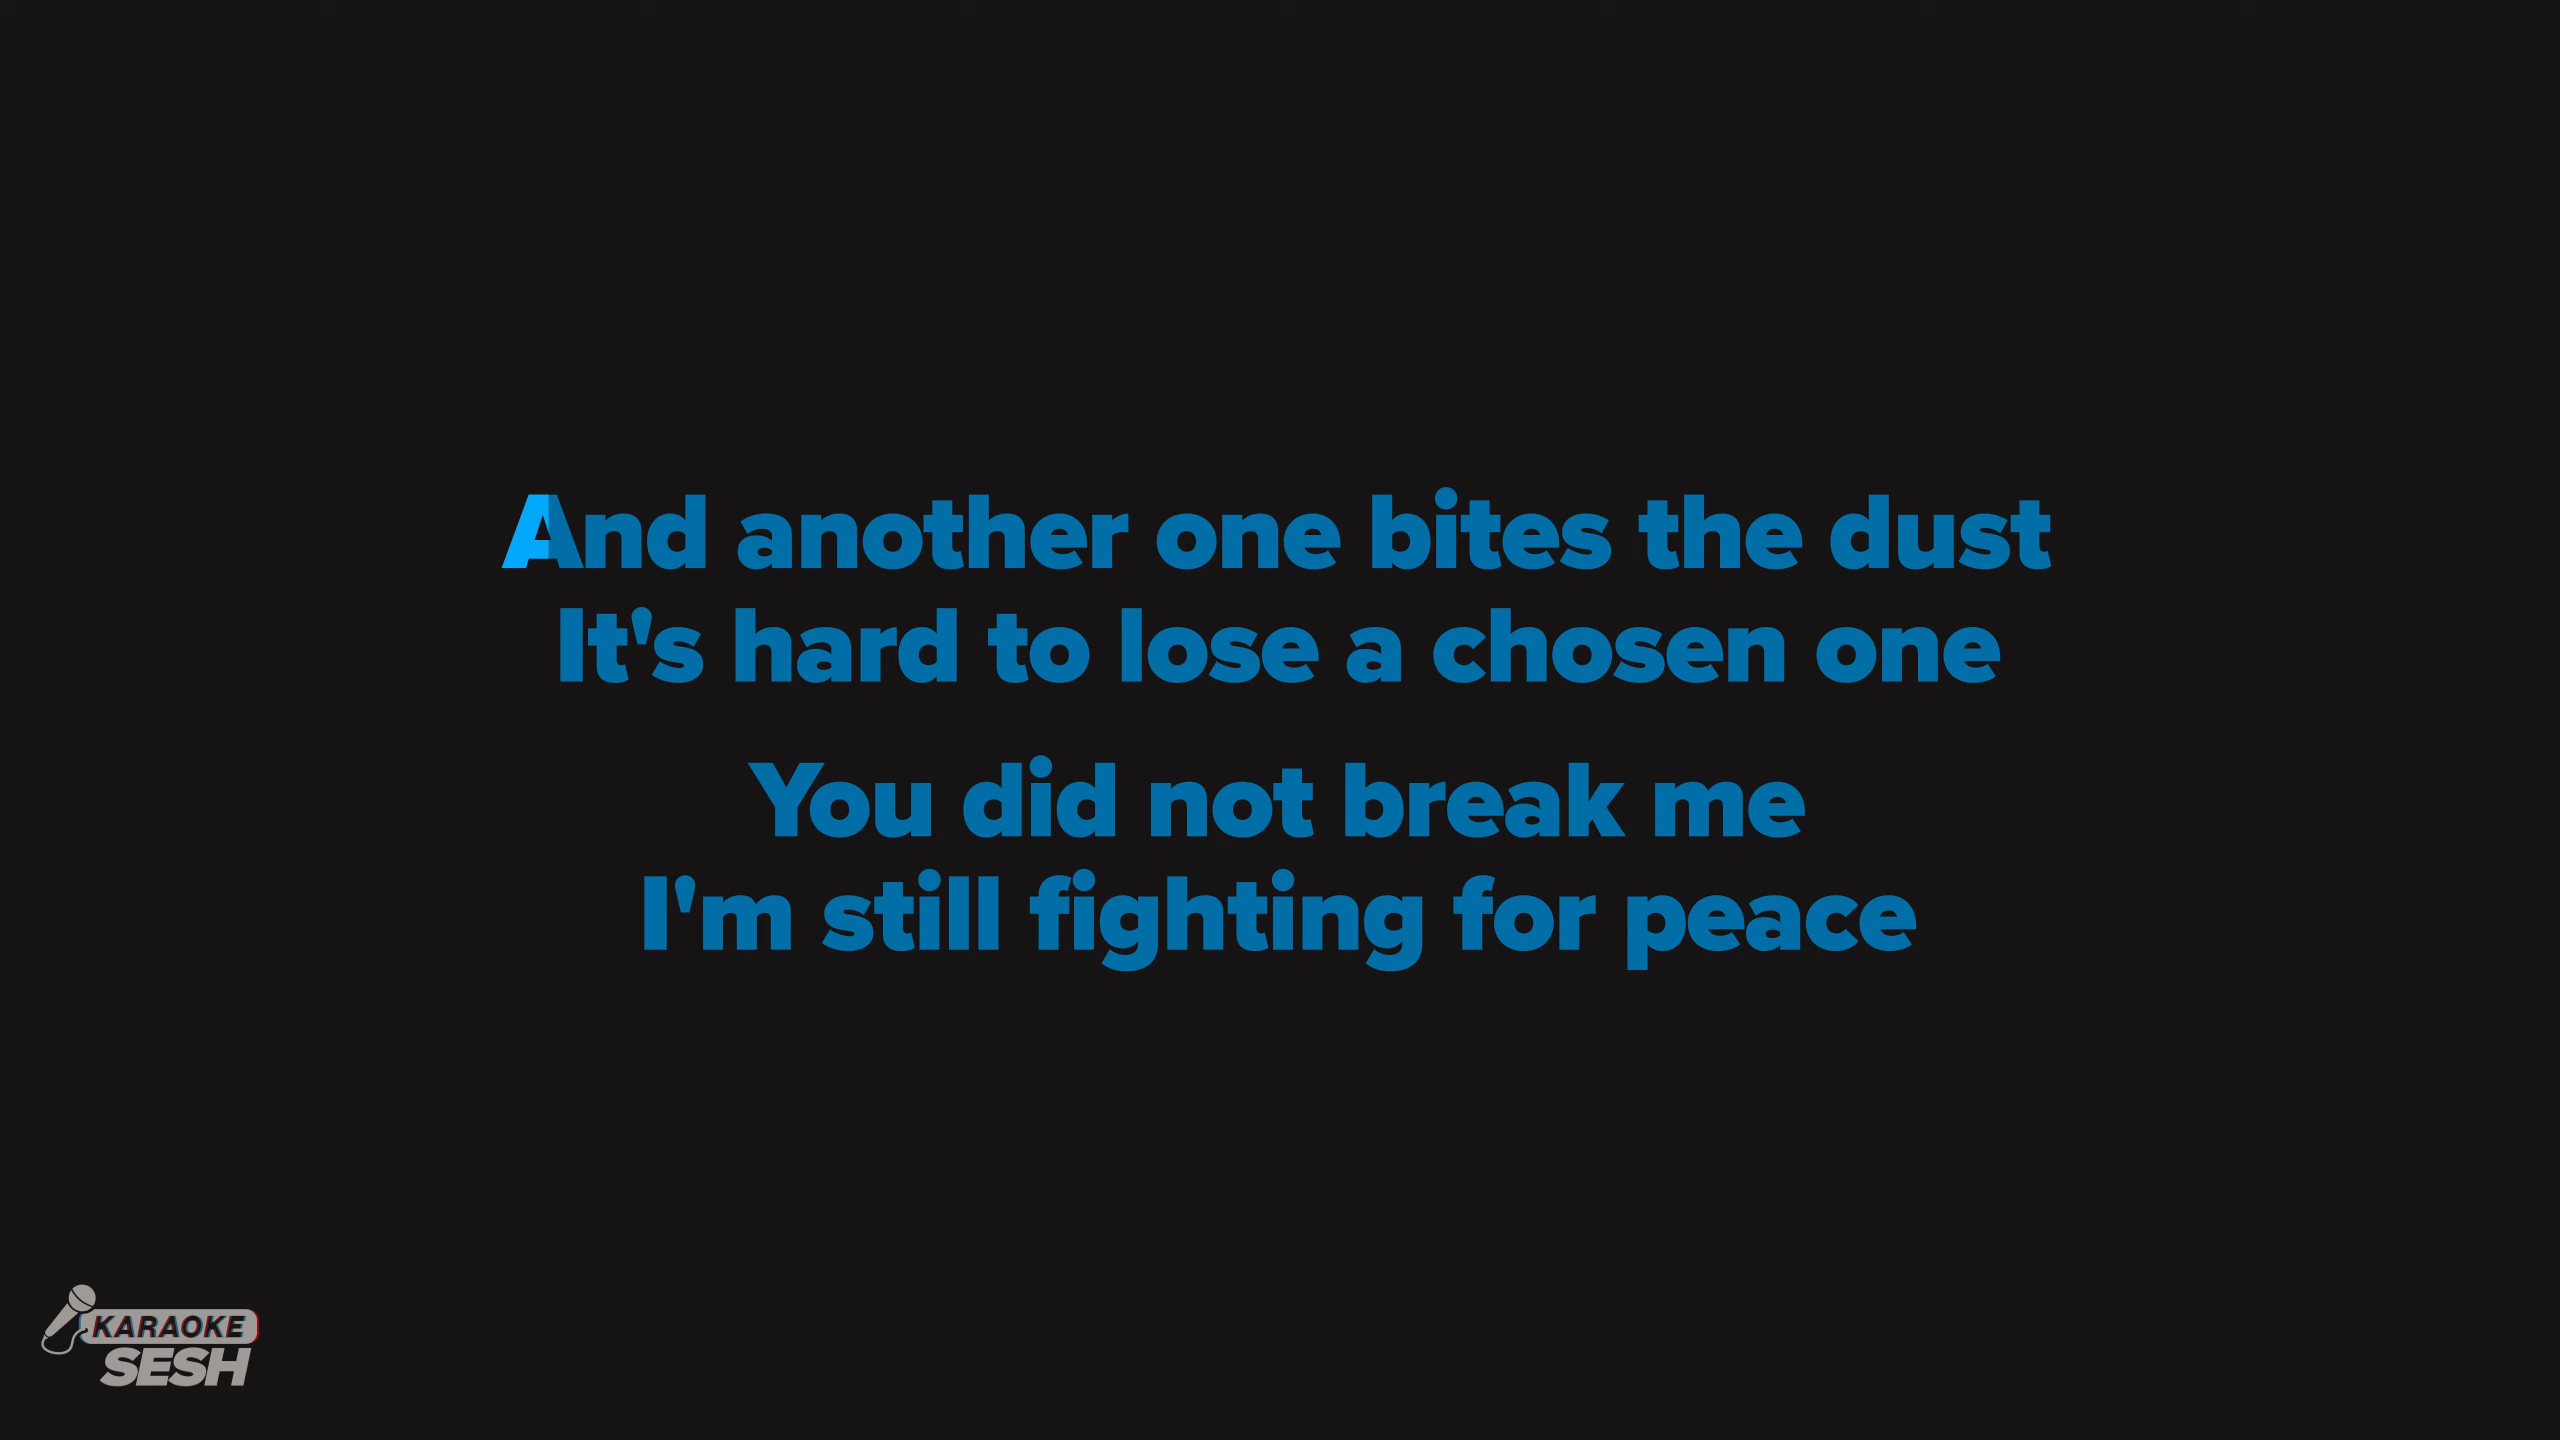 And another one bites the dust
It's hard to lose a chosen one
You did not break me
I'm still fighting for peace
KARAOKE
SESH